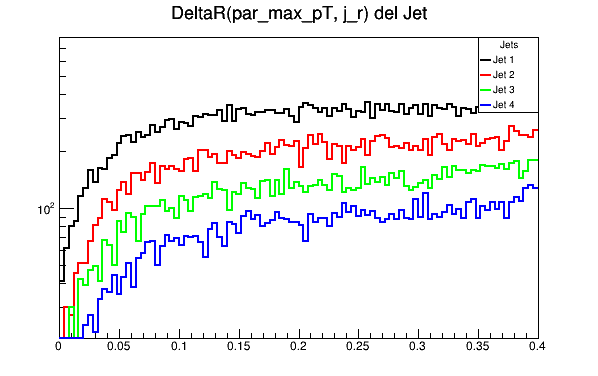 DeltaR(par_max_pT, j_r) del Jet
Jets
Jet 1
Jet 2
Jet 3
Jet 4
10²
0 0.05 0.1 0.15 0.2 0.25 0.3 0.35 0.4